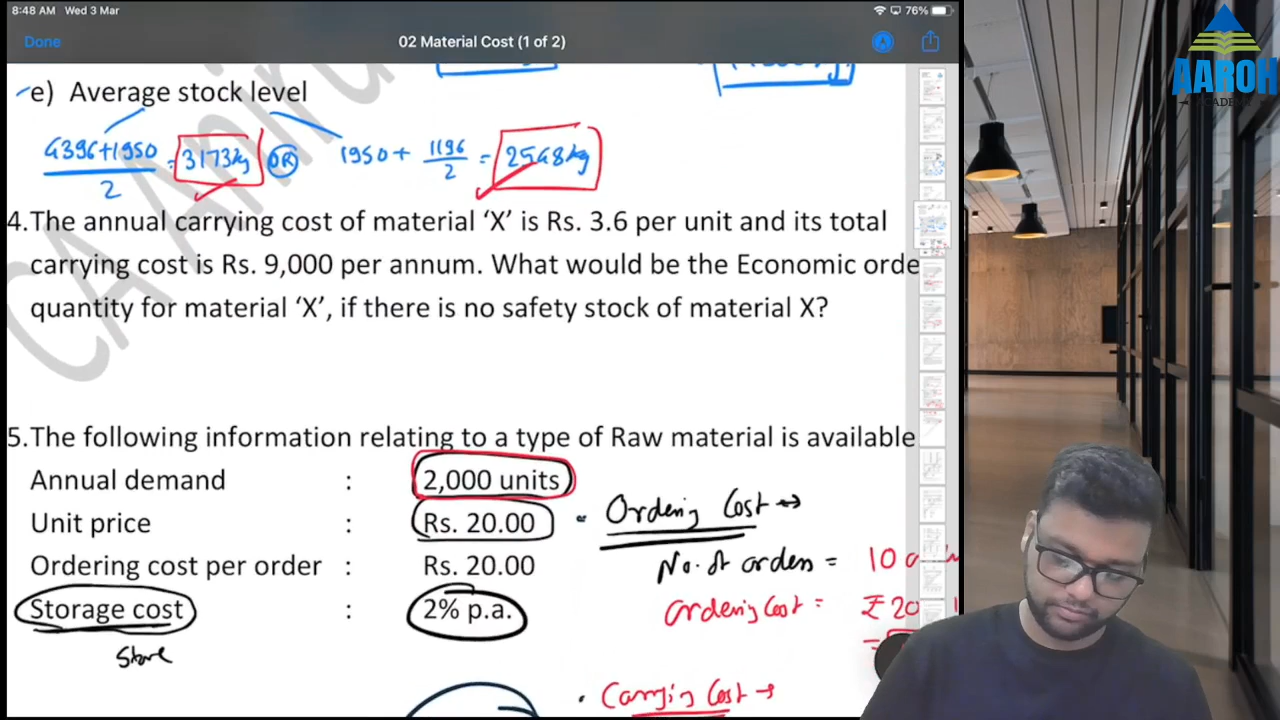 8:48 AM Wed 3 Mar
76%
Done
02 Material Cost (1 of 2)
AAROH
e) Average stock level
4396+1950
2
= 3173 kg
OR
1950 + 1196
2
= 2548 kg
4.The annual carrying cost of material ‘X’ is Rs. 3.6 per unit and its total
carrying cost is Rs. 9,000 per annum. What would be the Economic orde
quantity for material ‘X’, if there is no safety stock of material X?
5.The following information relating to a type of Raw material is available
Annual demand : 2,000 units
Unit price : Rs. 20.00
Ordering cost →
Ordering cost per order : Rs. 20.00
No. of orders = 10
Storage cost : 2% p.a.
Ordering cost = ₹ 20
Store
Carrying cost →